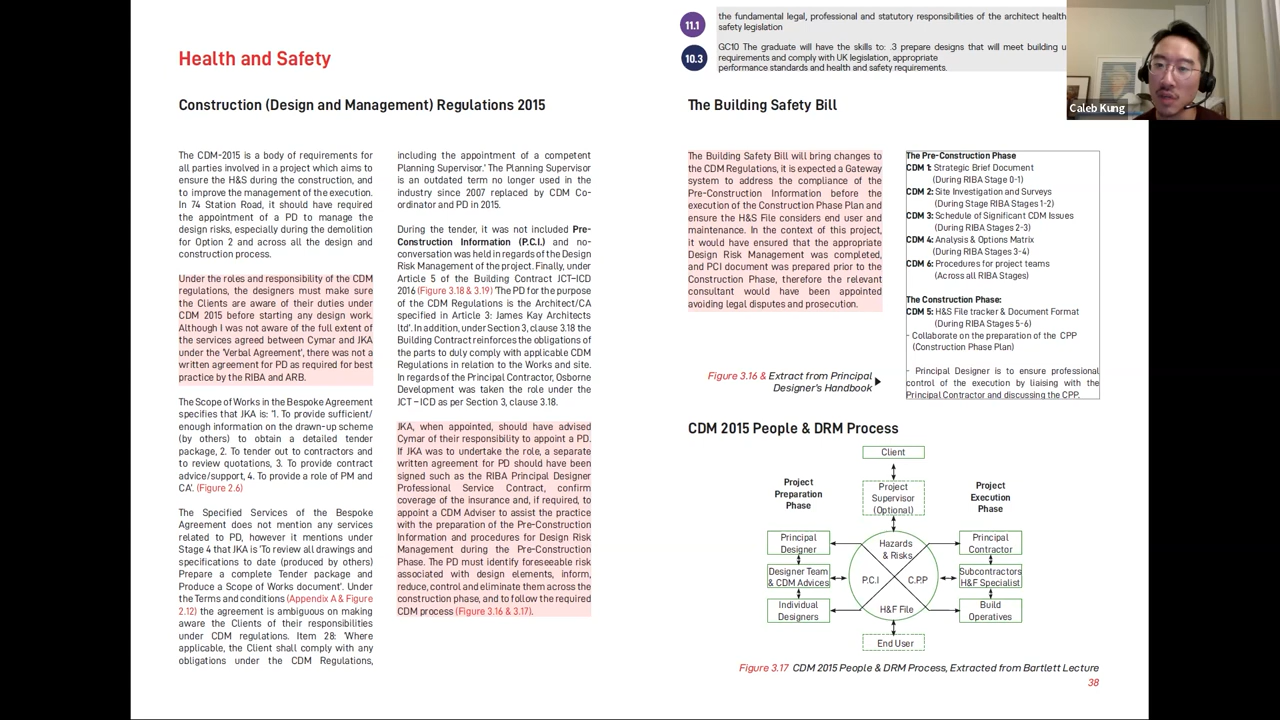 11.1
the fundamental legal, professional and statutory responsibilities of the architect health
safety legislation
10.3
GC10 The graduate will have the skills to: .3 prepare designs that will meet building u
requirements and comply with UK legislation, appropriate
performance standards and health and safety requirements.
Caleb Kung
Health and Safety
Construction (Design and Management) Regulations 2015
The CDM-2015 is a body of requirements for
all parties involved in a project which aims to
ensure the H&S during the construction, and
to improve the management of the execution.
In 74 Station Road, it should have required
the appointment of a PD to manage the
design risks, especially during the demolition
for Option 2 and across all the design and
construction process.
Under the roles and responsibility of the CDM
regulations, the designers must make sure
the Clients are aware of their duties under
CDM 2015 before starting any design work.
Although I was not aware of the full extent of
the services agreed between Cymar and JKA
under the 'Verbal Agreement', there was not a
written agreement for PD as required for best
practice by the RIBA and ARB.
The Scope of Works in the Bespoke Agreement
specifies that JKA is: '1. To provide sufficient/
enough information on the drawn-up scheme
(by others) to obtain a detailed tender
package, 2. To tender out to contractors and
to review quotations, 3. To provide contract
advice/support, 4. To provide a role of PM and
CA'. (Figure 2.6)
The Specified Services of the Bespoke
Agreement does not mention any services
related to PD, however it mentions under
Stage 4 that JKA is 'To review all drawings and
specifications to date (produced by others)
Prepare a complete Tender package and
Produce a Scope of Works document'. Under
the Terms and conditions (Appendix A & Figure
2.12) the agreement is ambiguous on making
aware the Clients of their responsibilities
under CDM regulations. Item 28: 'Where
applicable, the Client shall comply with any
obligations under the CDM Regulations,
including the appointment of a competent
Planning Supervisor.' The Planning Supervisor
is an outdated term no longer used in the
industry since 2007 replaced by CDM Co-
ordinator and PD in 2015.
During the tender, it was not included Pre-
Construction Information (P.C.I.) and no-
conversation was held in regards of the Design
Risk Management of the project. Finally, under
Article 5 of the Building Contract JCT-ICD
2016 (Figure 3.18 & 3.19) 'The PD for the purpose
of the CDM Regulations is the Architect/CA
specified in Article 3: James Kay Architects
ltd'. In addition, under Section 3, clause 3.18 the
Building Contract reinforces the obligations of
the parts to duly comply with applicable CDM
Regulations in relation to the Works and site.
In regards of the Principal Contractor, Osborne
Development was taken the role under the
JCT – ICD as per Section 3, clause 3.18.
JKA, when appointed, should have advised
Cymar of their responsibility to appoint a PD.
If JKA was to undertake the role, a separate
written agreement for PD should have been
signed such as the RIBA Principal Designer
Professional Service Contract, confirm
coverage of the insurance and, if required, to
appoint a CDM Adviser to assist the practice
with the preparation of the Pre-Construction
Information and procedures for Design Risk
Management during the Pre-Construction
Phase. The PD must identify foreseeable risk
associated with design elements, inform,
reduce, control and eliminate them across the
construction phase, and to follow the required
CDM process (Figure 3.16 & 3.17).
The Building Safety Bill
The Building Safety Bill will bring changes to
the CDM Regulations, it is expected a Gateway
system to address the compliance of the
Pre-Construction Information before the
execution of the Construction Phase Plan and
ensure the H&S File considers end user and
maintenance. In the context of this project,
it would have ensured that the appropriate
Design Risk Management was completed,
and PCI document was prepared prior to the
Construction Phase, therefore the relevant
consultant would have been appointed
avoiding legal disputes and prosecution.
Figure 3.16 & Extract from Principal
Designer's Handbook
The Pre-Construction Phase
CDM 1: Strategic Brief Document
(During RIBA Stage 0-1)
CDM 2: Site Investigation and Surveys
(During Stage RIBA Stages 1-2)
CDM 3: Schedule of Significant CDM Issues
(During RIBA Stages 2-3)
CDM 4: Analysis & Options Matrix
(During RIBA Stages 3-4)
CDM 6: Procedures for project teams
(Across all RIBA Stages)
The Construction Phase:
CDM 5: H&S File tracker & Document Format
(During RIBA Stages 5-6)
- Collaborate on the preparation of the CPP
(Construction Phase Plan)
- Principal Designer is to ensure professional
control of the execution by liaising with the
Principal Contractor and discussing the CPP.
CDM 2015 People & DRM Process
Client
Project
Preparation
Phase
Project
Supervisor
(Optional)
Project
Execution
Phase
Principal
Designer
Hazards
& Risks
Principal
Contractor
Designer Team
& CDM Advices
P.C.I
C.P.P
Subcontractors
H&F Specialist
Individual
Designers
H&F File
Build
Operatives
End User
Figure 3.17 CDM 2015 People & DRM Process, Extracted from Bartlett Lecture
38